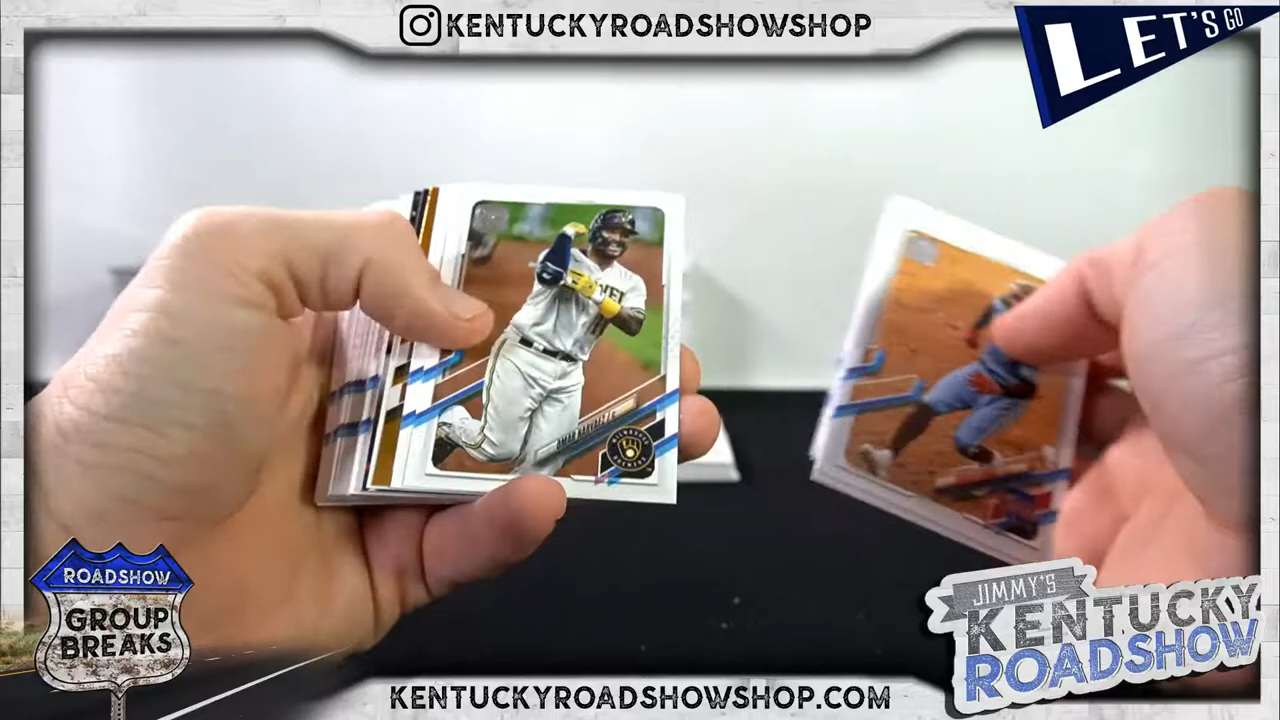 KENTUCKYROADSHOWSHOP
LET'S GO
ROADSHOW
GROUP
BREAKS
JIMMY'S
KENTUCKY
ROADSHOW
KENTUCKYROADSHOWSHOP.COM